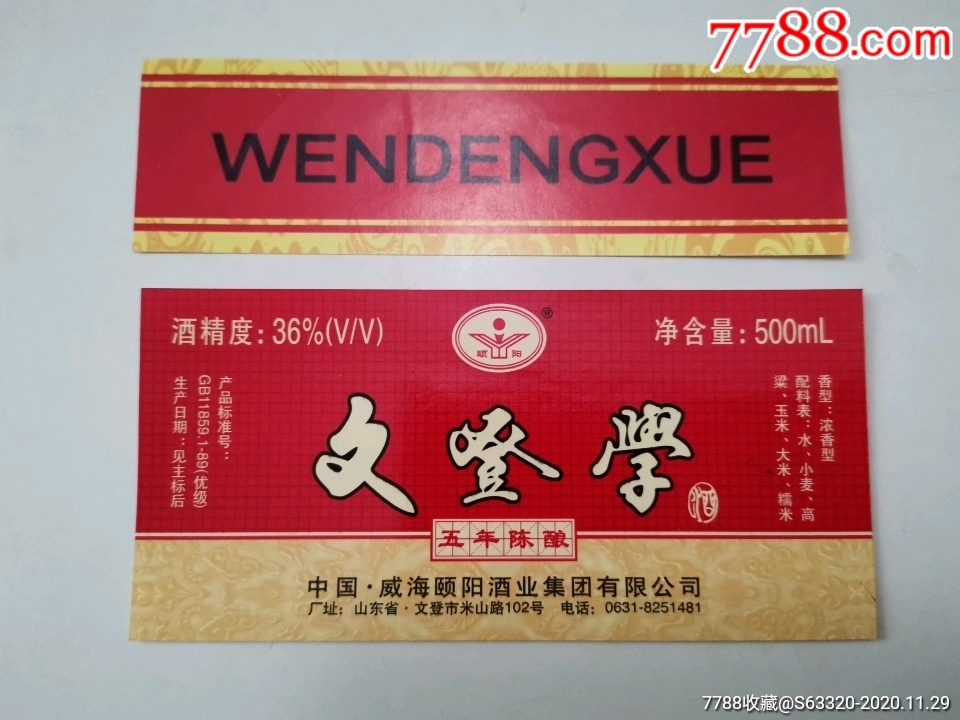 7788.com
WENDENGXUE
酒精度：36%(V/V)
颐阳
®
净含量：500mL
产品标准号：
GB11859.1-89(优级)
生产日期：见主标后
香型：浓香型
配料表：水、小麦、高
粱、玉米、大米、糯米
文登學
酒
五年陈酿
中国·威海颐阳酒业集团有限公司
厂址：山东省·文登市米山路102号 电话：0631-8251481
7788收藏@S63320-2020.11.29